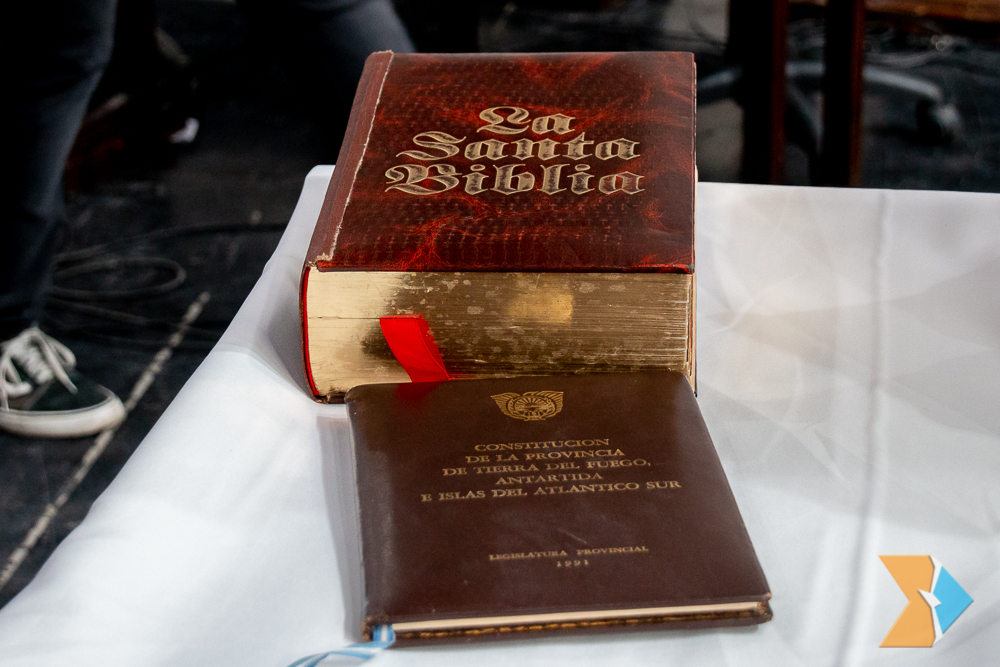 La
Santa
Biblia
CONSTITUCION
DE LA PROVINCIA
DE TIERRA DEL FUEGO,
ANTARTIDA
E ISLAS DEL ATLANTICO SUR
LEGISLATURA PROVINCIAL
1991